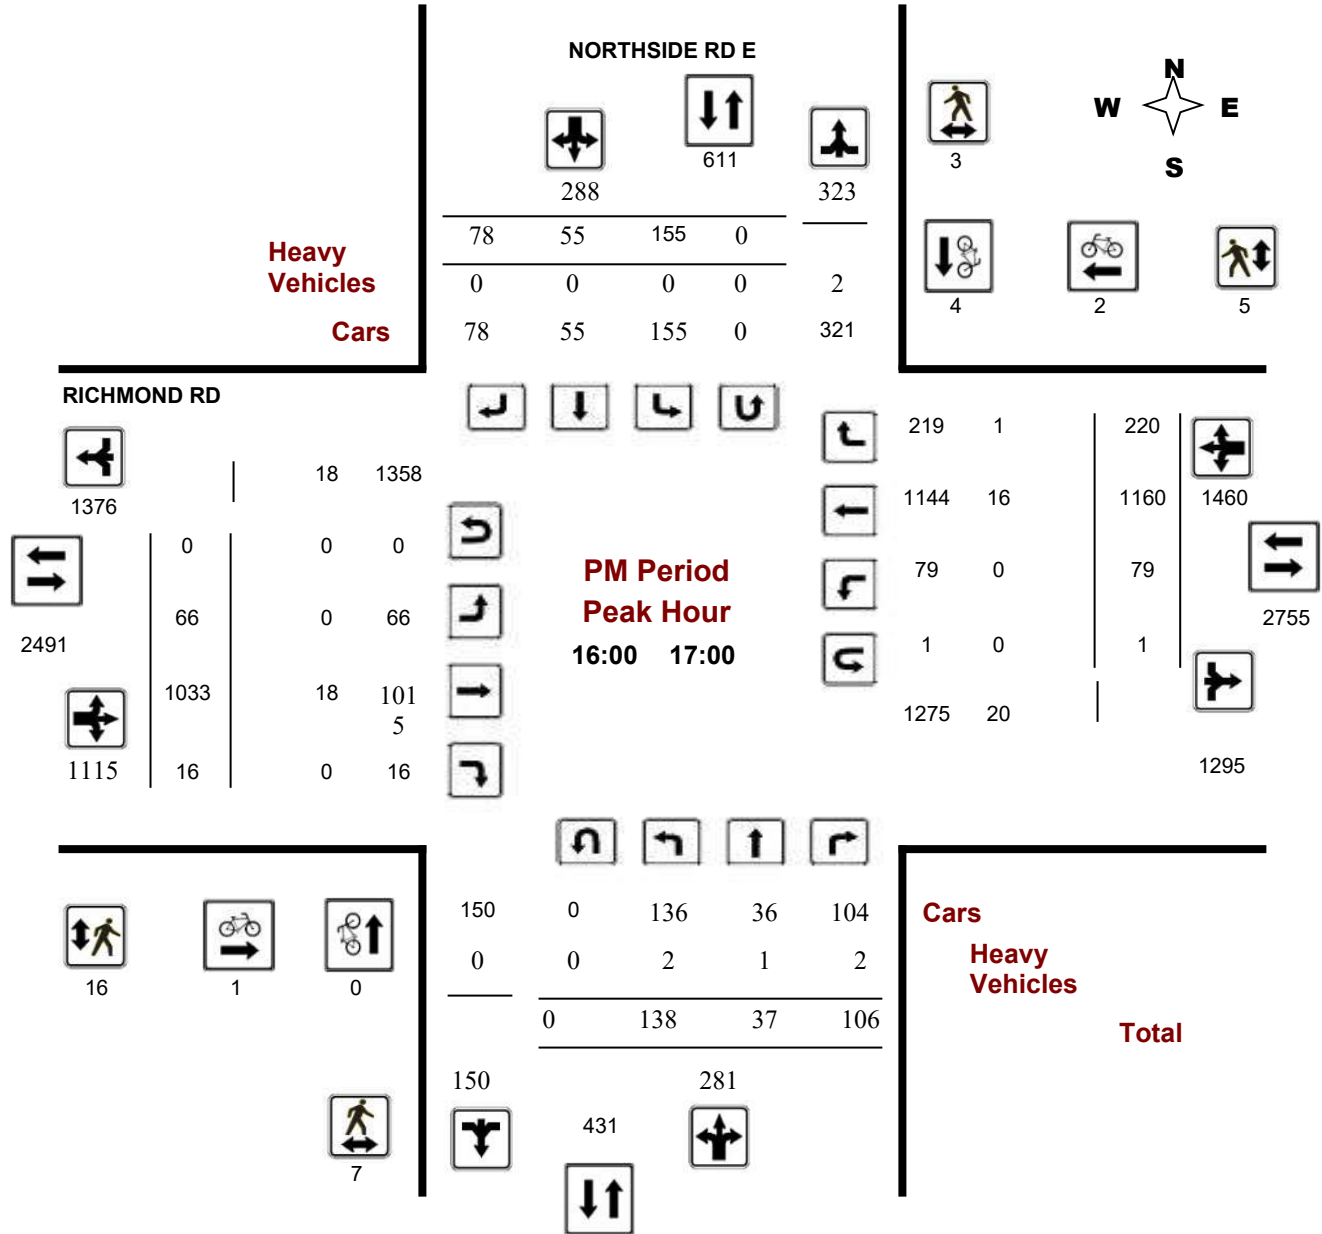 NORTHSIDE RD E
N
W E
S
611
3
288 323
78 55 155 0
Heavy
Vehicles
0 0 0 0 2
4 2 5
Cars
78 55 155 0 321
RICHMOND RD
219 1 220
18 1358
1376
1144 16 1160 1460
0 0 0
PM Period
79 0 79
Peak Hour
66 0 66
2755
2491
16:00 17:00
1 0 1
1033 18 101
5
1275 20
1115 16 0 16
1295
150 0 136 36 104
Cars
Heavy
Vehicles
0 0 2 1 2
16 1 0
0 138 37 106
Total
150 281
431
7